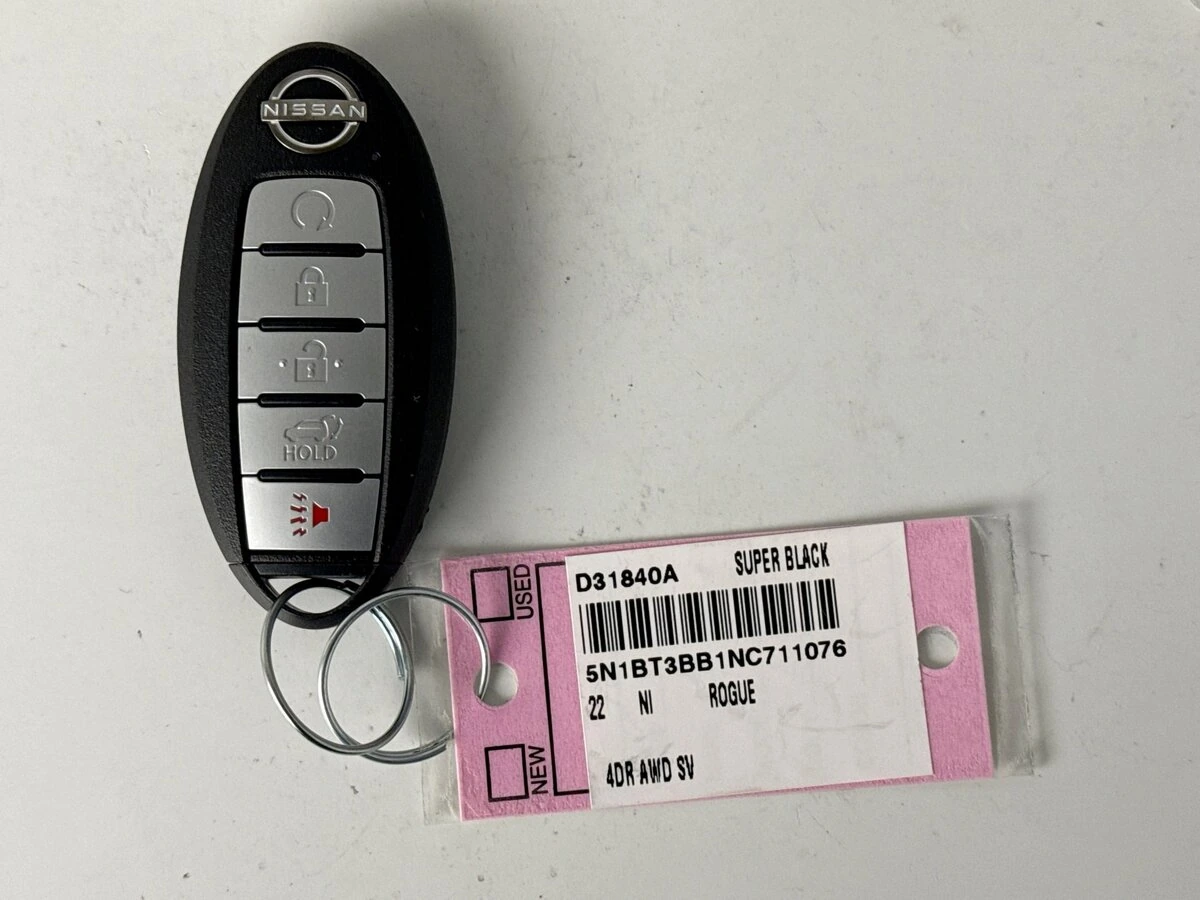 NISSAN
HOLD
USED
NEW
D31840A SUPER BLACK
5N1BT3BB1NC711076
22 NI ROGUE
4DR AWD SV